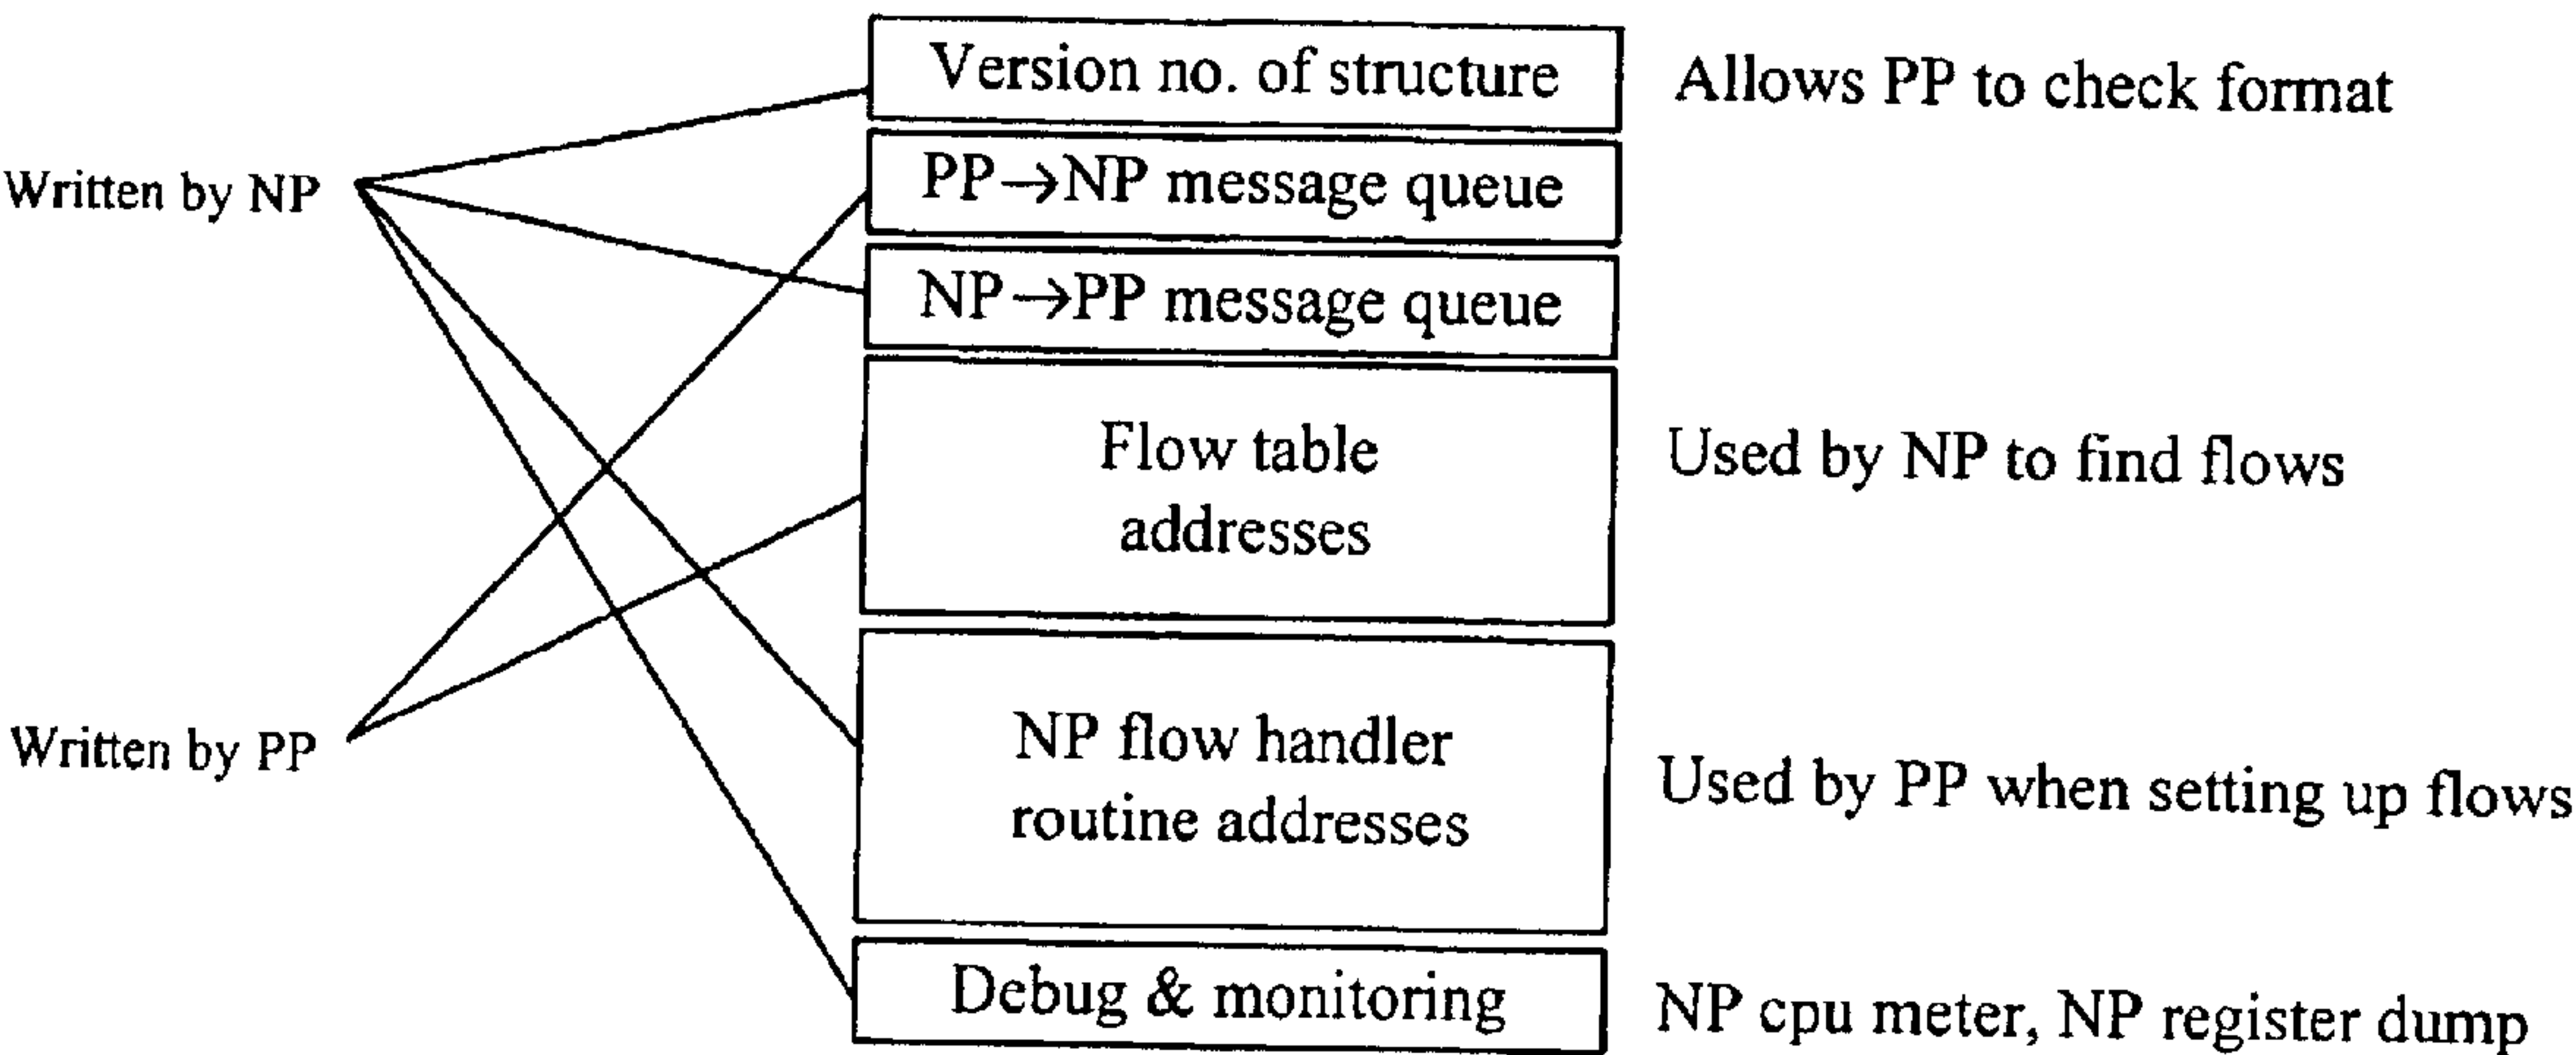 Version no. of structure
Allows PP to check format
Written by NP
PP→NP message queue
NP→PP message queue
Flow table
addresses
Used by NP to find flows
Written by PP
NP flow handler
routine addresses
Used by PP when setting up flows
Debug & monitoring
NP cpu meter, NP register dump